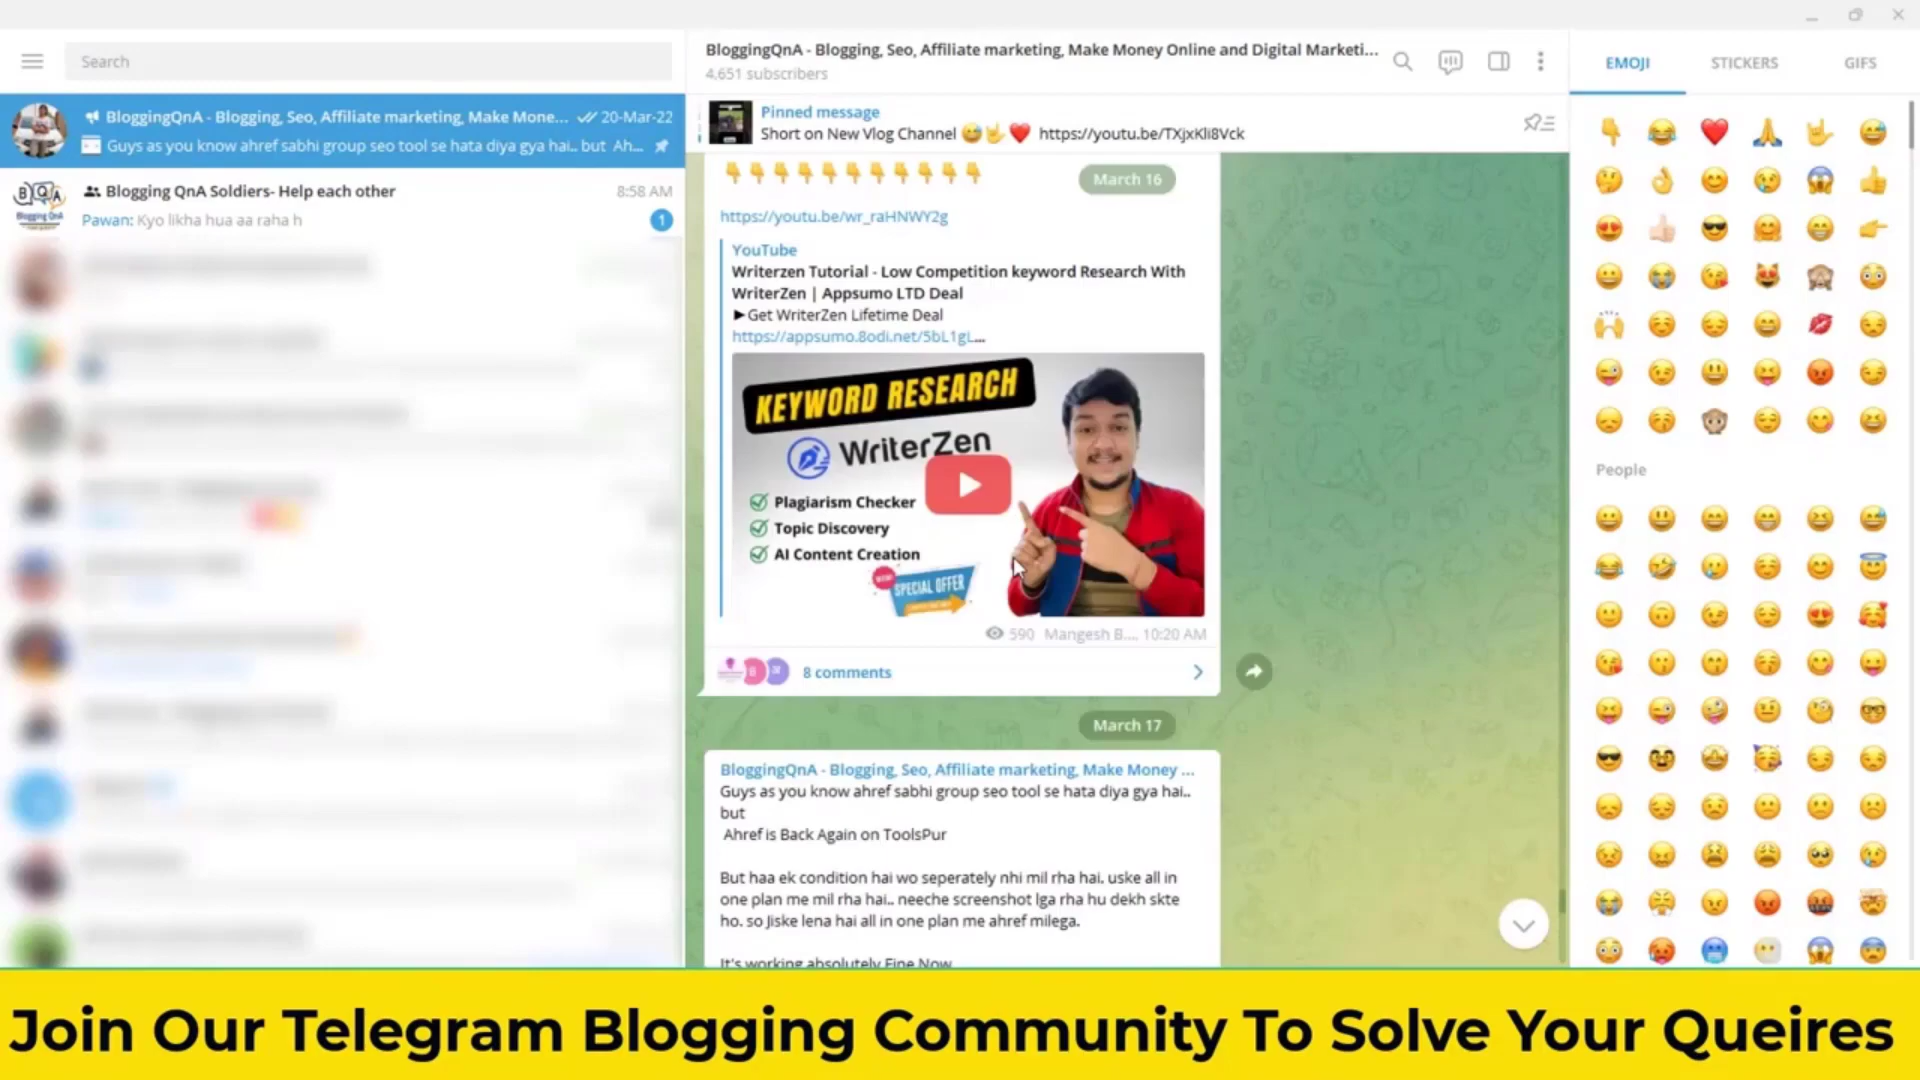 Search
BloggingQnA - Blogging, Seo, Affiliate marketing, Make Mone... 20-Mar-22
Guys as you know ahref sabhi group seo tool se hata diya gya hai.. but Ah...
Blogging QnA Soldiers- Help each other 8:58 AM
Pawan: Kyo likha hua aa raha h 1
BloggingQnA - Blogging, Seo, Affiliate marketing, Make Money Online and Digital Marketi...
4,651 subscribers
Pinned message
Short on New Vlog Channel 😅🤟❤️ https://youtu.be/TXjxKli8Vck
👇👇👇👇👇👇👇👇👇👇👇
March 16
https://youtu.be/wr_raHNWY2g
YouTube
Writerzen Tutorial - Low Competition keyword Research With
WriterZen | Appsumo LTD Deal
►Get WriterZen Lifetime Deal
https://appsumo.8odi.net/5bL1gL...
KEYWORD RESEARCH
WriterZen
Plagiarism Checker
Topic Discovery
AI Content Creation
SPECIAL OFFER
590 Mangesh B..., 10:20 AM
8 comments
March 17
BloggingQnA - Blogging, Seo, Affiliate marketing, Make Money ...
Guys as you know ahref sabhi group seo tool se hata diya gya hai..
but
Ahref is Back Again on ToolsPur
But haa ek condition hai wo seperately nhi mil rha hai. uske all in
one plan me mil rha hai.. neeche screenshot lga rha hu dekh skte
ho. so Jiske lena hai all in one plan me ahref milega.
It's working absolutely Fine Now
EMOJI STICKERS GIFS
People
Join Our Telegram Blogging Community To Solve Your Queires